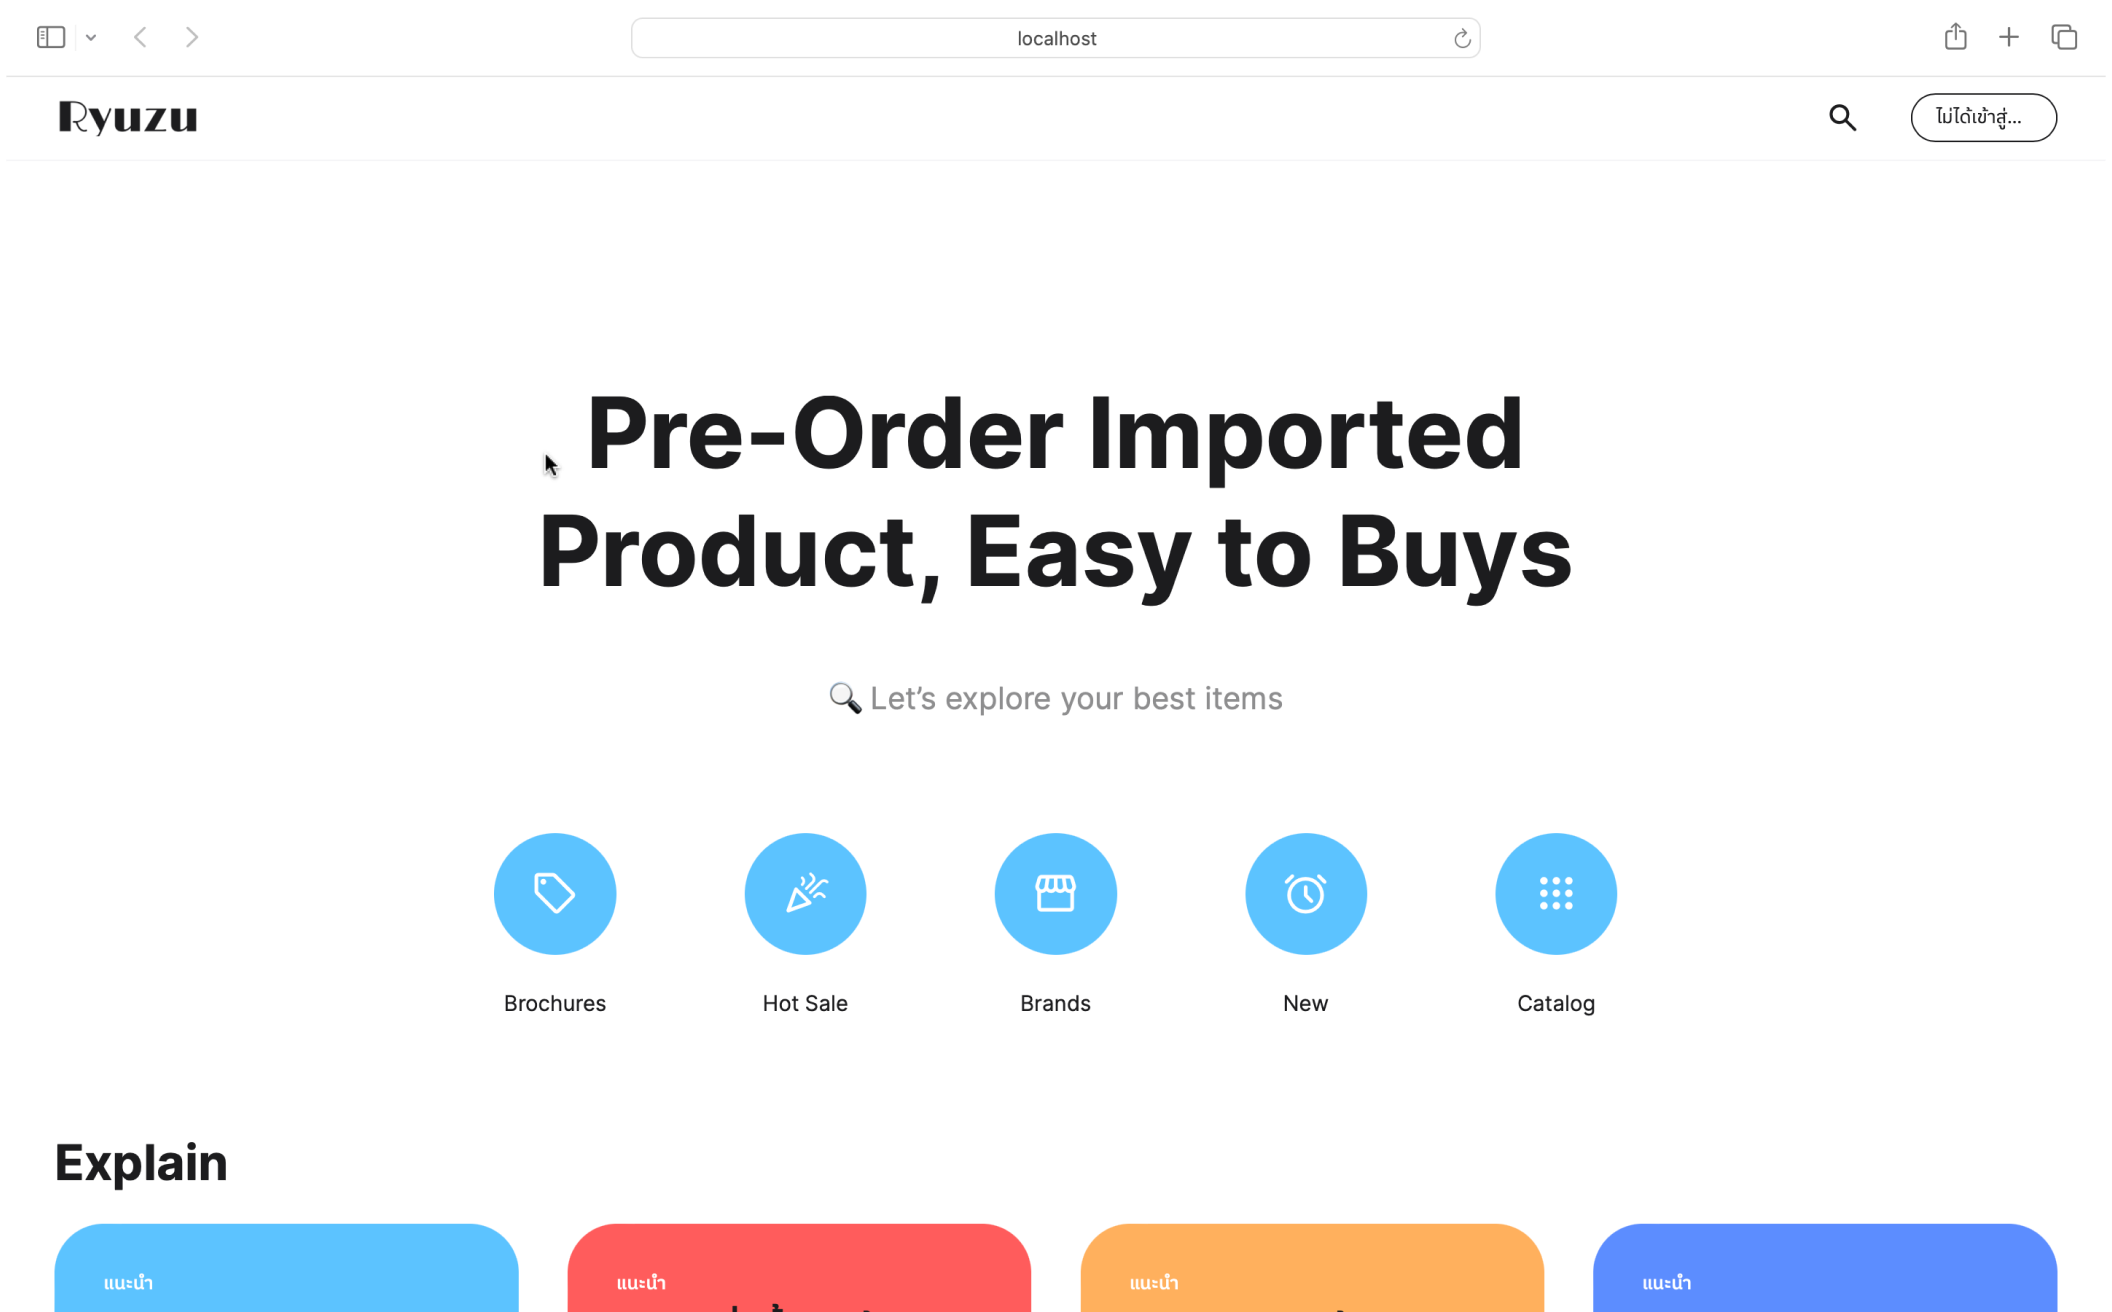 localhost
Ryuzu
ไม่ได้เข้าสู่...
Pre-Order Imported
Product, Easy to Buys
Let’s explore your best items
Brochures
Hot Sale
Brands
New
Catalog
Explain
แนะนำ
แนะนำ
แนะนำ
แนะนำ